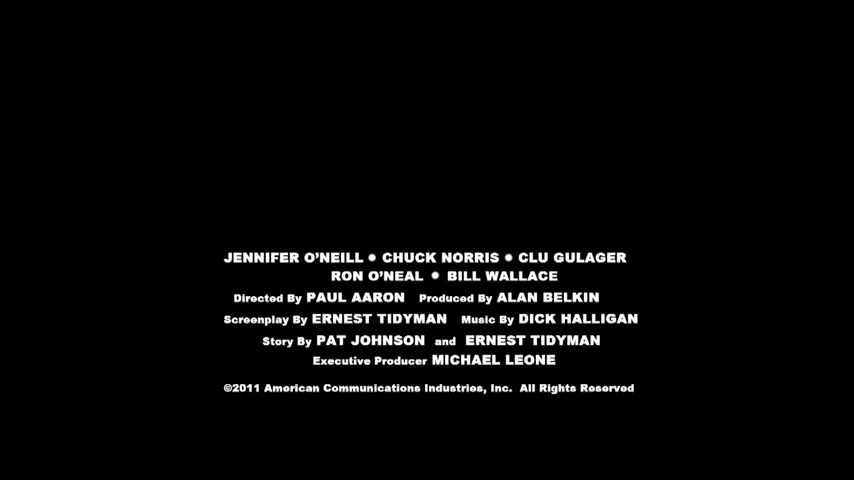 JENNIFER O'NEILL • CHUCK NORRIS • CLU GULAGER
RON O'NEAL • BILL WALLACE
Directed By PAUL AARON Produced By ALAN BELKIN
Screenplay By ERNEST TIDYMAN Music By DICK HALLIGAN
Story By PAT JOHNSON and ERNEST TIDYMAN
Executive Producer MICHAEL LEONE
©2011 American Communications Industries, Inc. All Rights Reserved